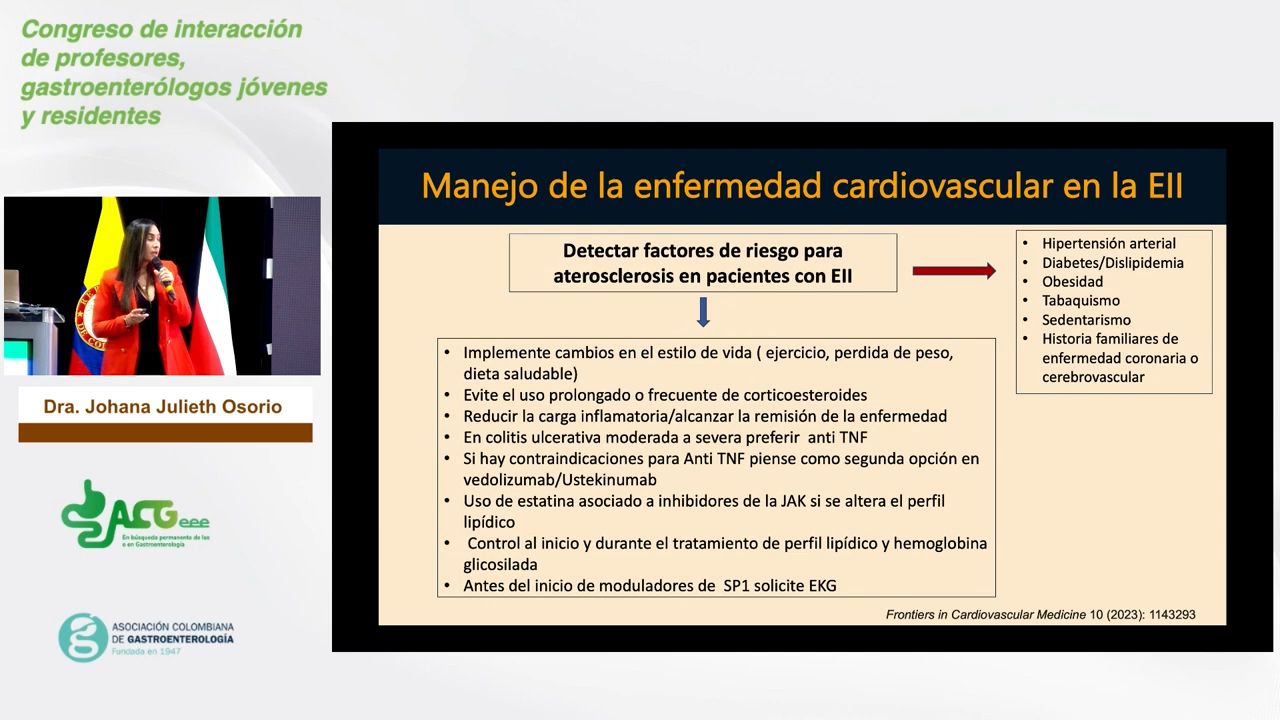 Congreso de interacción
de profesores,
gastroenterólogos jóvenes
y residentes
Manejo de la enfermedad cardiovascular en la EII
Detectar factores de riesgo para
aterosclerosis en pacientes con EII
• Hipertensión arterial
• Diabetes/Dislipidemia
• Obesidad
• Tabaquismo
• Sedentarismo
• Historia familiares de
enfermedad coronaria o
cerebrovascular
• Implemente cambios en el estilo de vida ( ejercicio, perdida de peso,
dieta saludable)
• Evite el uso prolongado o frecuente de corticoesteroides
• Reducir la carga inflamatoria/alcanzar la remisión de la enfermedad
• En colitis ulcerativa moderada a severa preferir anti TNF
• Si hay contraindicaciones para Anti TNF piense como segunda opción en
vedolizumab/Ustekinumab
• Uso de estatina asociado a inhibidores de la JAK si se altera el perfil
lipídico
• Control al inicio y durante el tratamiento de perfil lipídico y hemoglobina
glicosilada
• Antes del inicio de moduladores de SP1 solicite EKG
Frontiers in Cardiovascular Medicine 10 (2023): 1143293
Dra. Johana Julieth Osorio
ACGeee
En búsqueda permanente de las
e en Gastroenterología
ASOCIACIÓN COLOMBIANA
DE GASTROENTEROLOGÍA
Fundada en 1947